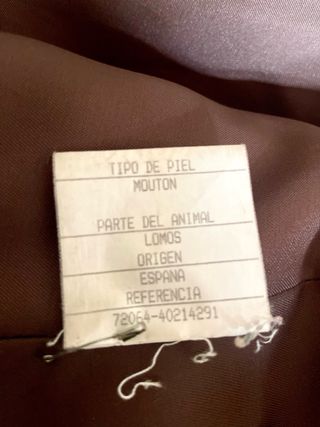 TIPO DE PIEL
MOUTON
PARTE DEL ANIMAL
LOMOS
ORIGEN
ESPANA
REFERENCIA
72064-40214291